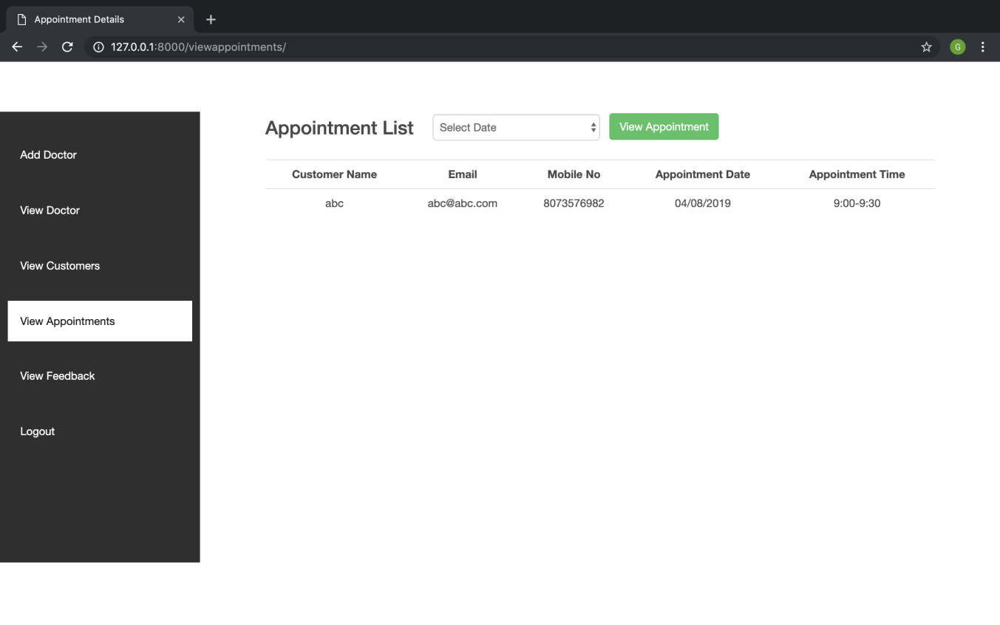 Appointment Details
127.0.0.1:8000/viewappointments/
G
Add Doctor
View Doctor
View Customers
View Appointments
View Feedback
Logout
Appointment List Select Date View Appointment
Customer Name Email Mobile No Appointment Date Appointment Time
abc abc@abc.com 8073576982 04/08/2019 9:00-9:30